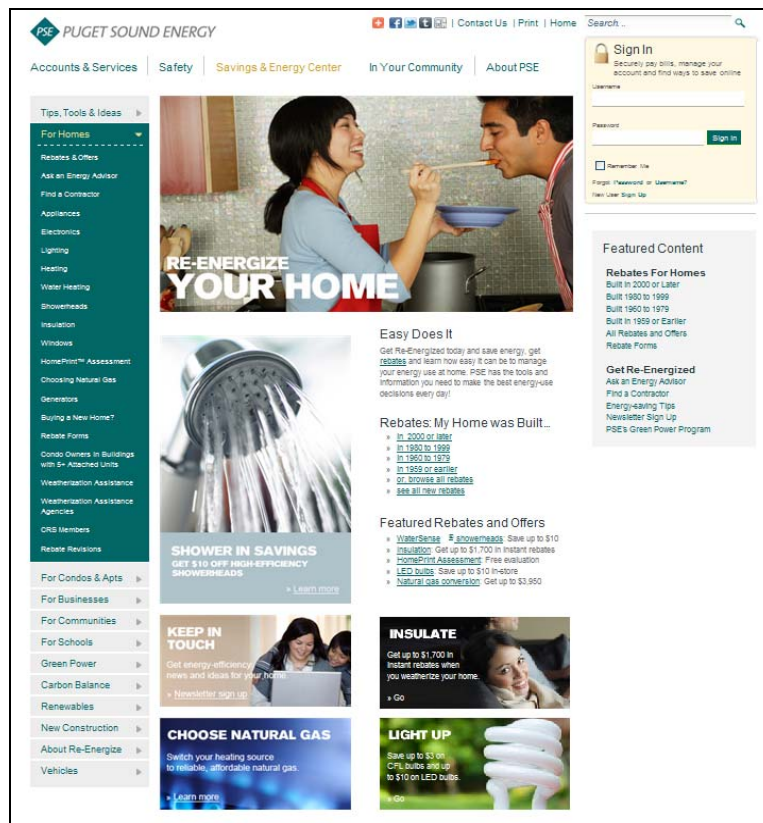 PSE PUGET SOUND ENERGY
| Contact Us | Print | Home
Search ..
Accounts & Services
Safety
Savings & Energy Center
In Your Community
About PSE
Sign In
Securely pay bills, manage your
account and find ways to save online
Username
Password
Sign In
Remember Me
Forgot Password or Username?
New User Sign Up
Tips, Tools & Ideas
For Homes
Rebates & Offers
Ask an Energy Advisor
Find a Contractor
Appliances
Electronics
Lighting
Heating
Water Heating
Showerheads
Insulation
Windows
HomePrint™ Assessment
Choosing Natural Gas
Generators
Buying a New Home?
Rebate Forms
Condo Owners in Buildings
with 5+ Attached Units
Weatherization Assistance
Weatherization Assistance
Agencies
CRS Members
Rebate Revisions
For Condos & Apts
For Businesses
For Communities
For Schools
Green Power
Carbon Balance
Renewables
New Construction
About Re-Energize
Vehicles
RE-ENERGIZE
YOUR HOME
SHOWER IN SAVINGS
GET $10 OFF HIGH-EFFICIENCY
SHOWERHEADS
» Learn more
Easy Does It
Get Re-Energized today and save energy, get
rebates and learn how easy it can be to manage
your energy use at home. PSE has the tools and
information you need to make the best energy-use
decisions every day!
Rebates: My Home was Built...
» In 2000 or later
» In 1980 to 1999
» In 1960 to 1979
» In 1959 or earlier
» or, browse all rebates
» see all new rebates
Featured Rebates and Offers
» WaterSense showerheads: Save up to $10
» Insulation: Get up to $1,700 in instant rebates
» HomePrint Assessment: Free evaluation
» LED bulbs: Save up to $10 in-store
» Natural gas conversion: Get up to $3,950
KEEP IN
TOUCH
Get energy-efficiency
news and ideas for your home.
» Newsletter sign up
INSULATE
Get up to $1,700 in
instant rebates when
you weatherize your home.
» Go
CHOOSE NATURAL GAS
Switch your heating source
to reliable, affordable natural gas.
» Learn more
LIGHT UP
Save up to $3 on
CFL bulbs and up
to $10 on LED bulbs.
» Go
Featured Content
Rebates For Homes
Built in 2000 or Later
Built 1980 to 1999
Built 1960 to 1979
Built in 1959 or Earlier
All Rebates and Offers
Rebate Forms
Get Re-Energized
Ask an Energy Advisor
Find a Contractor
Energy-saving Tips
Newsletter Sign Up
PSE's Green Power Program